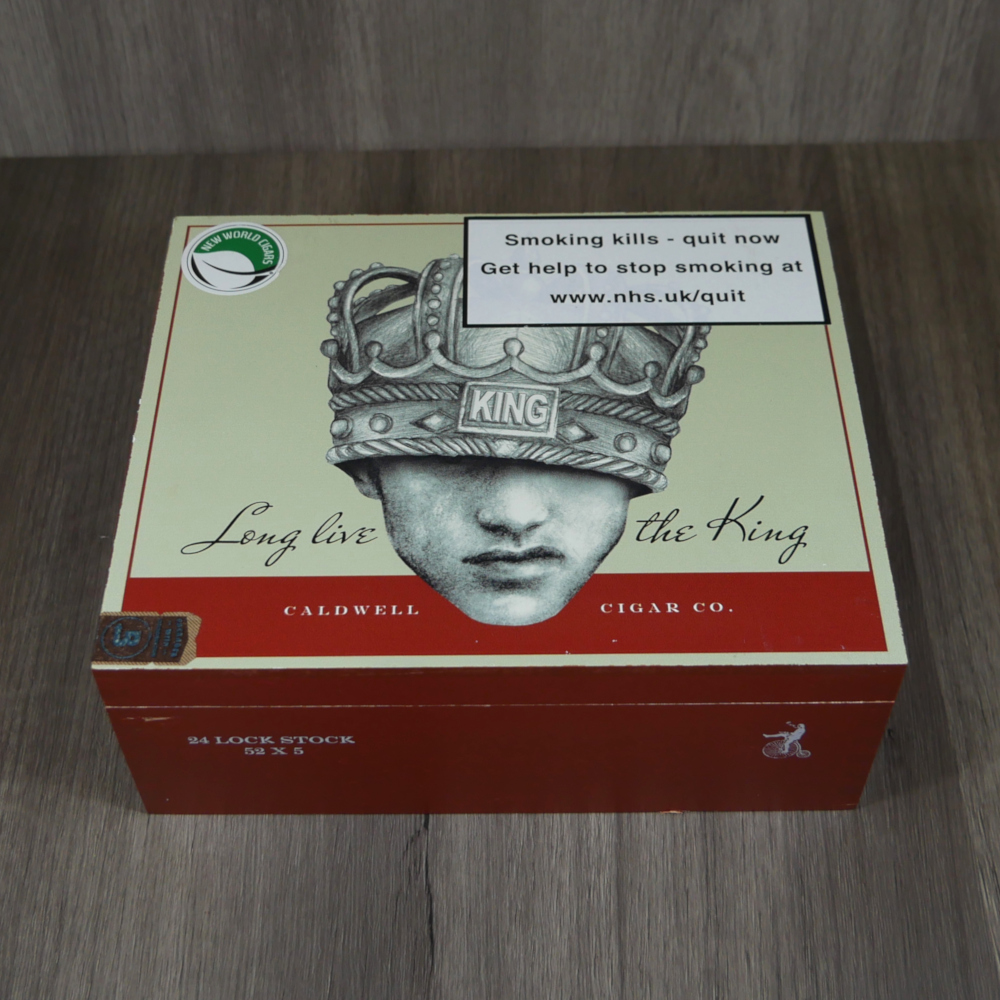 NEW WORLD CIGARS
Smoking kills - quit now
Get help to stop smoking at
www.nhs.uk/quit
KING
Long live the King
CALDWELL CIGAR CO.
24 LOCK STOCK
52 X 5